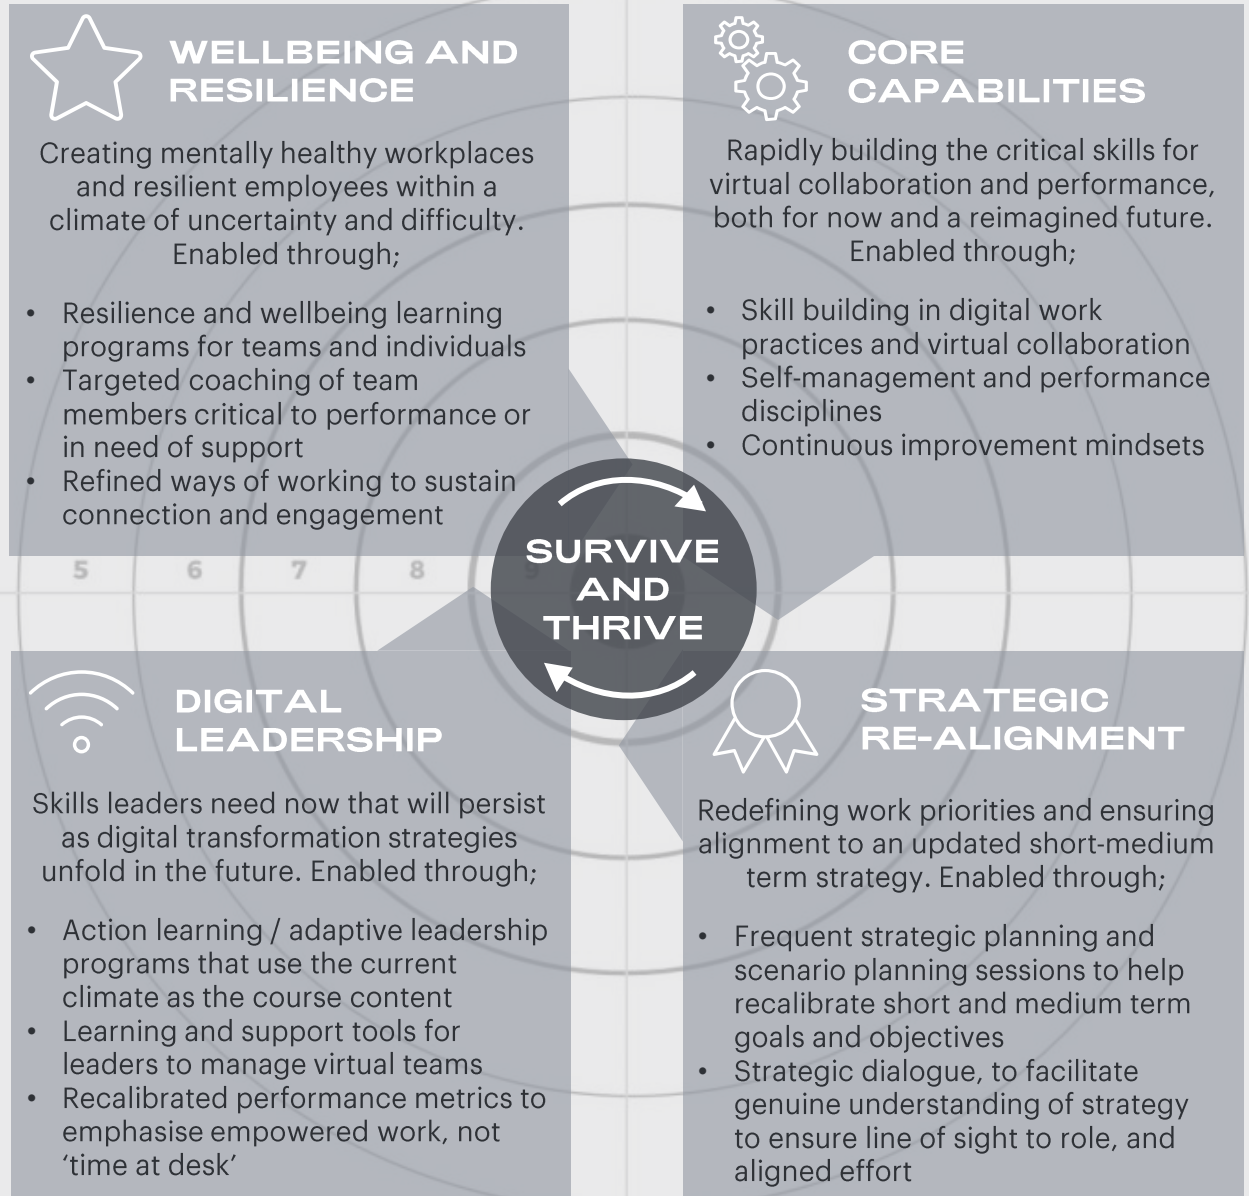 WELLBEING AND
RESILIENCE
Creating mentally healthy workplaces
and resilient employees within a
climate of uncertainty and difficulty.
Enabled through;
• Resilience and wellbeing learning
programs for teams and individuals
• Targeted coaching of team
members critical to performance or
in need of support
• Refined ways of working to sustain
connection and engagement
CORE
CAPABILITIES
Rapidly building the critical skills for
virtual collaboration and performance,
both for now and a reimagined future.
Enabled through;
• Skill building in digital work
practices and virtual collaboration
• Self-management and performance
disciplines
• Continuous improvement mindsets
5 6 7 8 9
SURVIVE
AND
THRIVE
DIGITAL
LEADERSHIP
Skills leaders need now that will persist
as digital transformation strategies
unfold in the future. Enabled through;
• Action learning / adaptive leadership
programs that use the current
climate as the course content
• Learning and support tools for
leaders to manage virtual teams
• Recalibrated performance metrics to
emphasise empowered work, not
‘time at desk’
STRATEGIC
RE-ALIGNMENT
Redefining work priorities and ensuring
alignment to an updated short-medium
term strategy. Enabled through;
• Frequent strategic planning and
scenario planning sessions to help
recalibrate short and medium term
goals and objectives
• Strategic dialogue, to facilitate
genuine understanding of strategy
to ensure line of sight to role, and
aligned effort